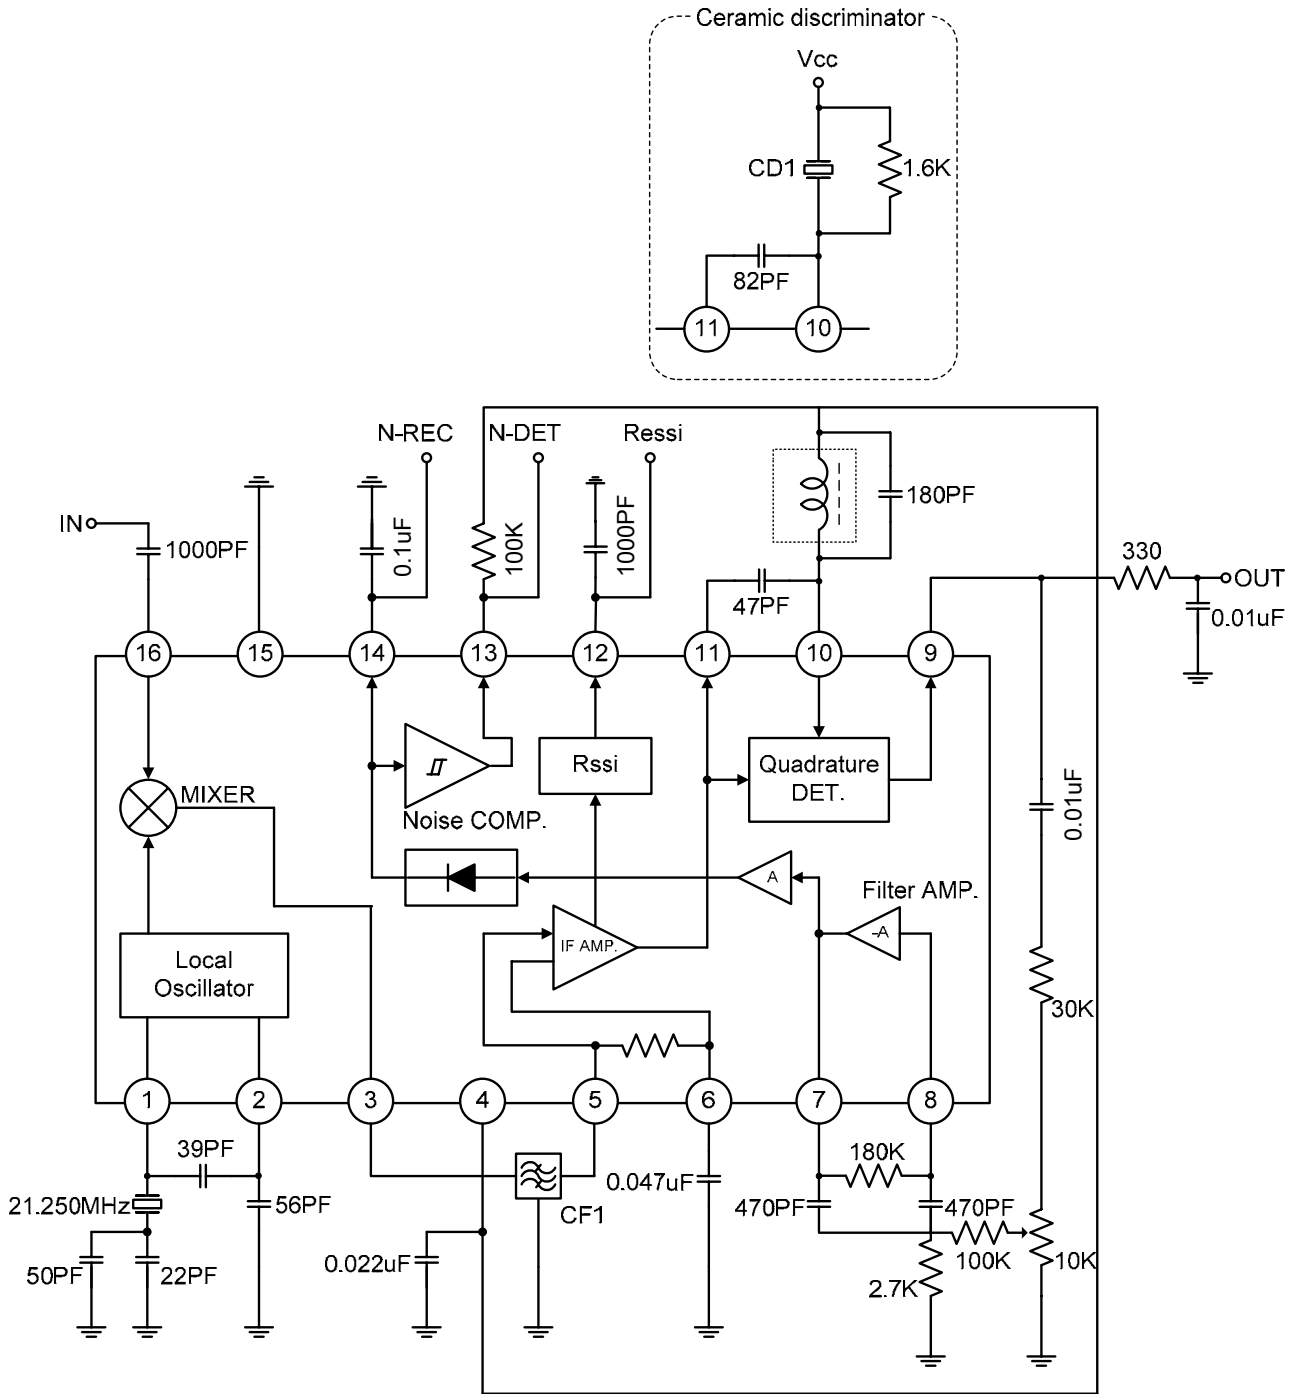 Ceramic discriminator
Vcc
CD1
1.6K
82PF
11
10
N-REC
N-DET
Ressi
IN
1000PF
0.1uF
100K
1000PF
180PF
47PF
330
OUT
0.01uF
16
15
14
13
12
11
10
9
MIXER
Noise COMP.
Rssi
Quadrature
DET.
0.01uF
A
Filter AMP.
-A
IF AMP.
Local
Oscillator
30K
1
2
3
4
5
6
7
8
39PF
21.250MHz
56PF
50PF
22PF
0.022uF
CF1
0.047uF
180K
470PF
470PF
100K
10K
2.7K